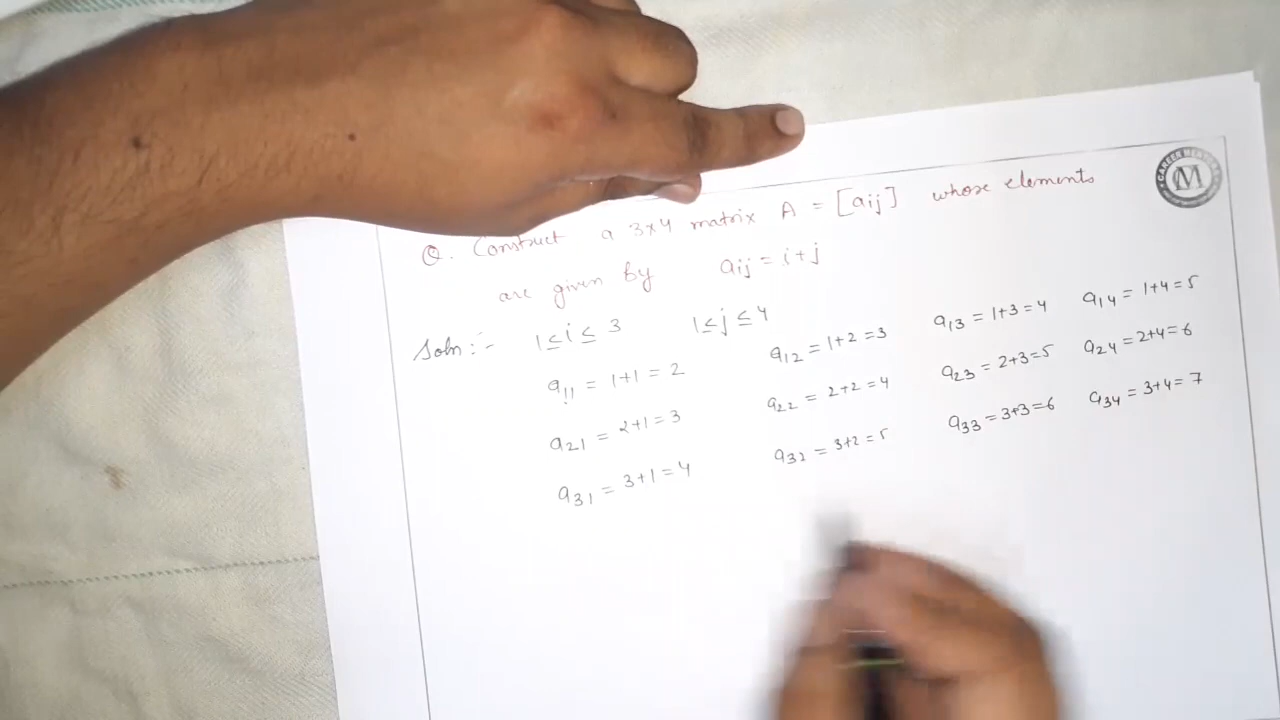 Q. Construct a 3x4 matrix A = [aij] whose elements
are given by aij = i+j
Soln:- 1≤i≤3 1≤j≤4
a11 = 1+1 = 2 a12 = 1+2 = 3 a13 = 1+3 = 4 a14 = 1+4 = 5
a21 = 2+1 = 3 a22 = 2+2 = 4 a23 = 2+3 = 5 a24 = 2+4 = 6
a31 = 3+1 = 4 a32 = 3+2 = 5 a33 = 3+3 = 6 a34 = 3+4 = 7
M